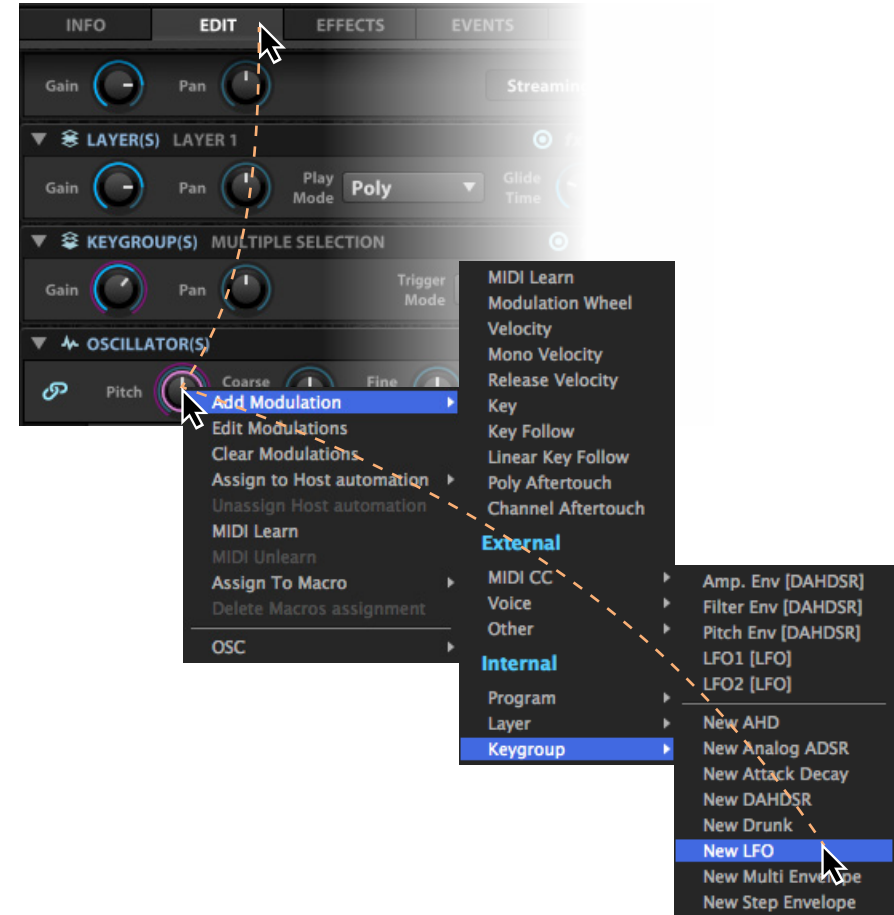 INFO EDIT EFFECTS EVENTS
Gain Pan Streaming
LAYER(S) LAYER 1
Gain Pan Play Mode Poly Glide Time
KEYGROUP(S) MULTIPLE SELECTION
Gain Pan Trigger Mode
OSCILLATOR(S)
Pitch Coarse Fine
Add Modulation
Edit Modulations
Clear Modulations
Assign to Host automation
Unassign Host automation
MIDI Learn
MIDI Unlearn
Assign To Macro
Delete Macros assignment
OSC
MIDI Learn
Modulation Wheel
Velocity
Mono Velocity
Release Velocity
Key
Key Follow
Linear Key Follow
Poly Aftertouch
Channel Aftertouch
External
MIDI CC
Voice
Other
Internal
Program
Layer
Keygroup
Amp. Env [DAHDSR]
Filter Env [DAHDSR]
Pitch Env [DAHDSR]
LFO1 [LFO]
LFO2 [LFO]
New AHD
New Analog ADSR
New Attack Decay
New DAHDSR
New Drunk
New LFO
New Multi Envelope
New Step Envelope